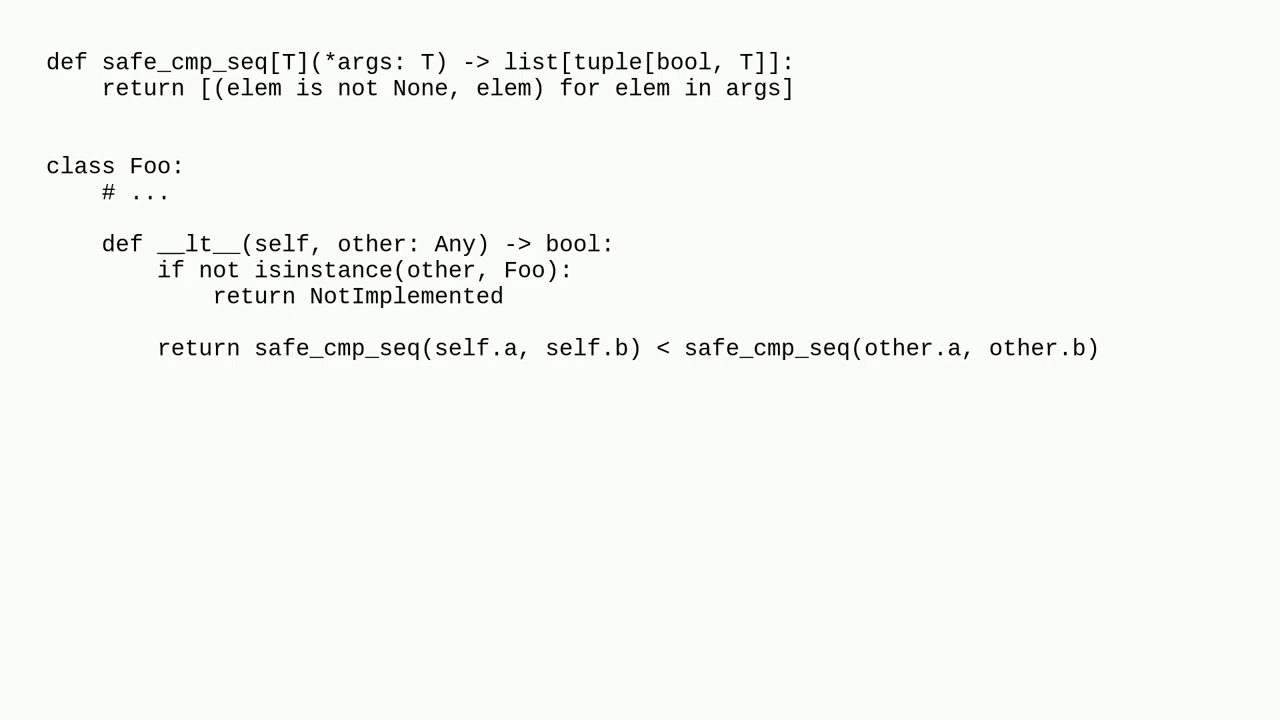 def safe_cmp_seq[T](*args: T) -> list[tuple[bool, T]]:
    return [(elem is not None, elem) for elem in args]
class Foo:
    # ...
    def __lt__(self, other: Any) -> bool:
        if not isinstance(other, Foo):
            return NotImplemented
        return safe_cmp_seq(self.a, self.b) < safe_cmp_seq(other.a, other.b)